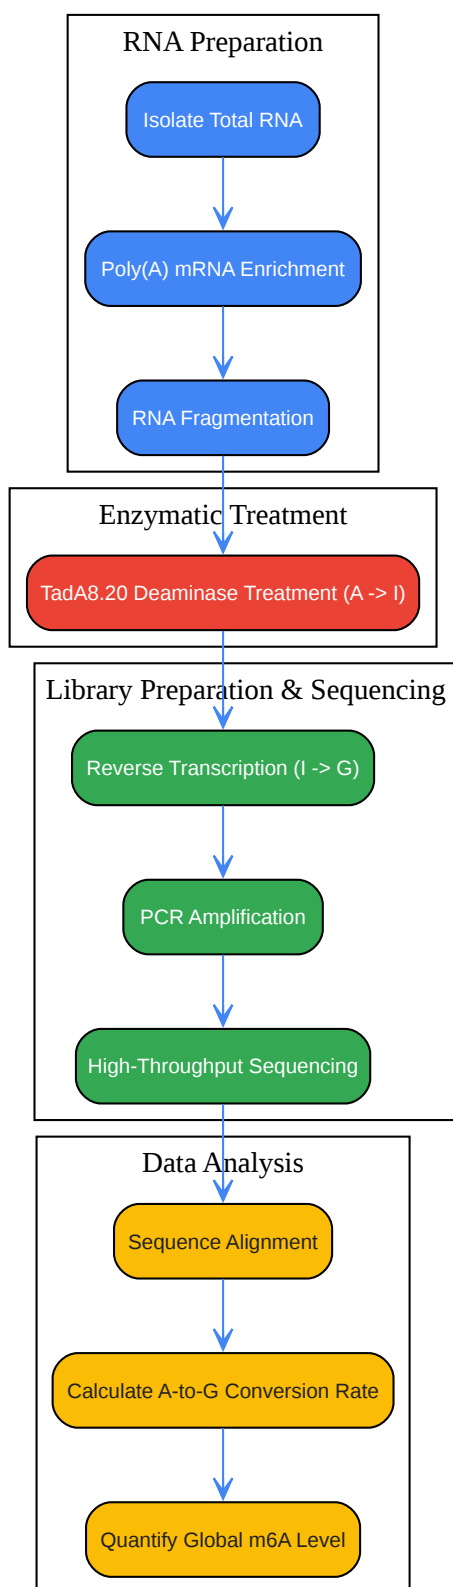 RNA Preparation
Isolate Total RNA
Poly(A) mRNA Enrichment
RNA Fragmentation
Enzymatic Treatment
TadA8.20 Deaminase Treatment (A -> I)
Library Preparation & Sequencing
Reverse Transcription (I -> G)
PCR Amplification
High-Throughput Sequencing
Data Analysis
Sequence Alignment
Calculate A-to-G Conversion Rate
Quantify Global m6A Level